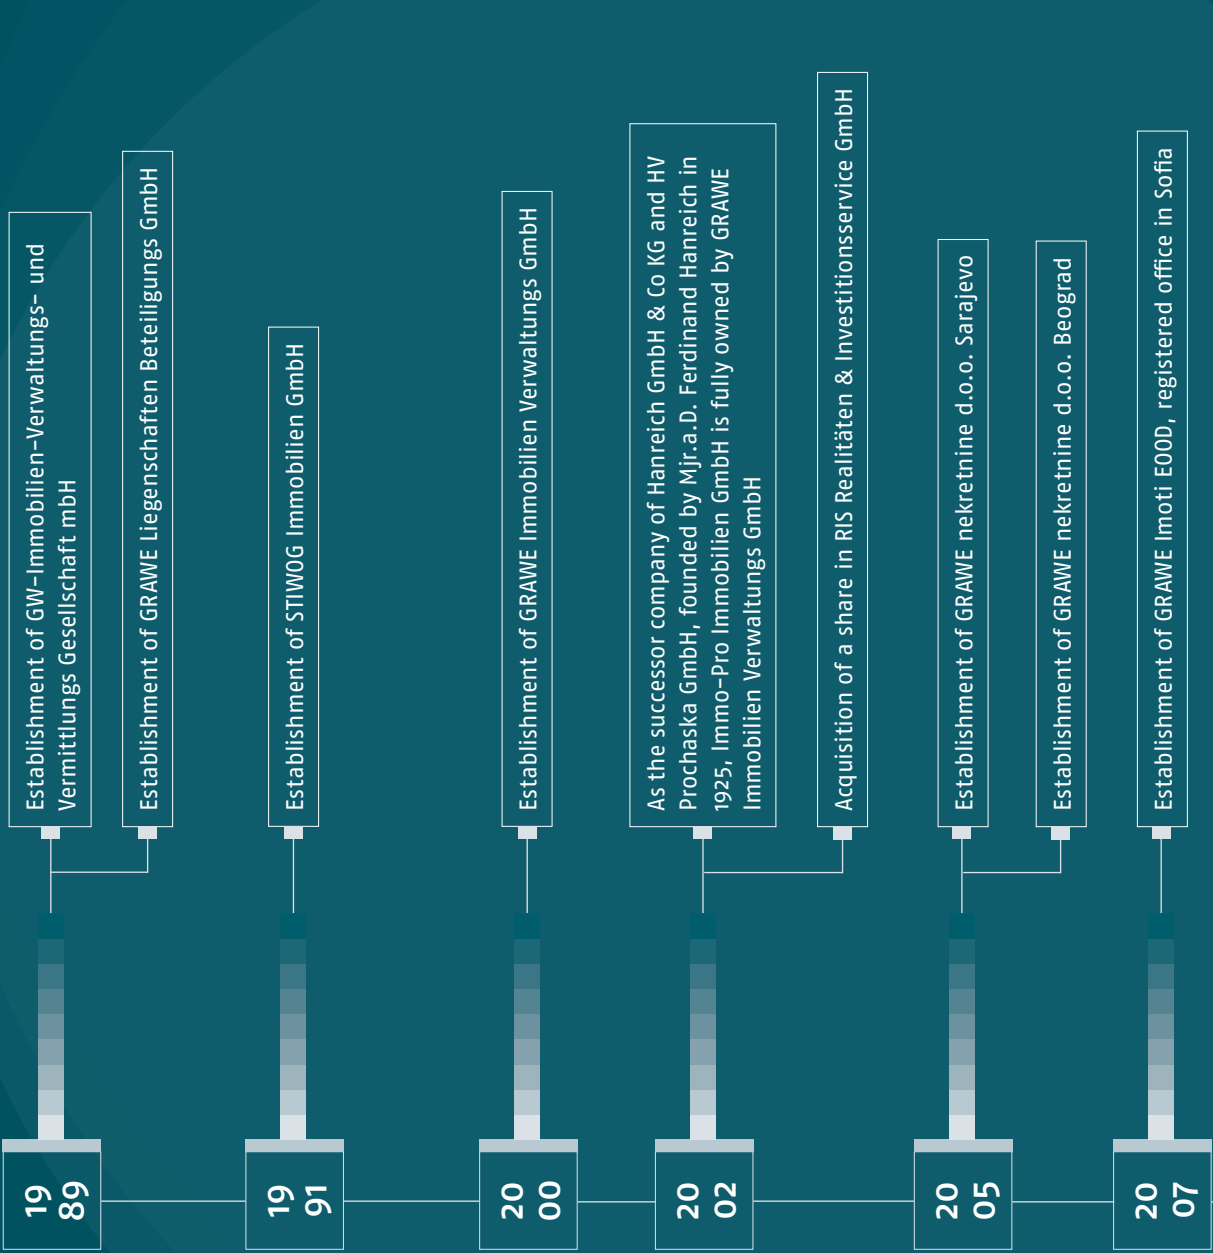 19
89
Establishment of GW-Immobilien-Verwaltungs- und
Vermittlungs Gesellschaft mbH
Establishment of GRAWE Liegenschaften Beteiligungs GmbH
19
91
Establishment of STIWOG Immobilien GmbH
20
00
Establishment of GRAWE Immobilien Verwaltungs GmbH
20
02
As the successor company of Hanreich GmbH & Co KG and HV
Prochaska GmbH, founded by Mjr.a.D. Ferdinand Hanreich in
1925, Immo-Pro Immobilien GmbH is fully owned by GRAWE
Immobilien Verwaltungs GmbH
Acquisition of a share in RIS Realitäten & Investitionsservice GmbH
20
05
Establishment of GRAWE nekretnine d.o.o. Sarajevo
Establishment of GRAWE nekretnine d.o.o. Beograd
20
07
Establishment of GRAWE Imoti EOOD, registered office in Sofia